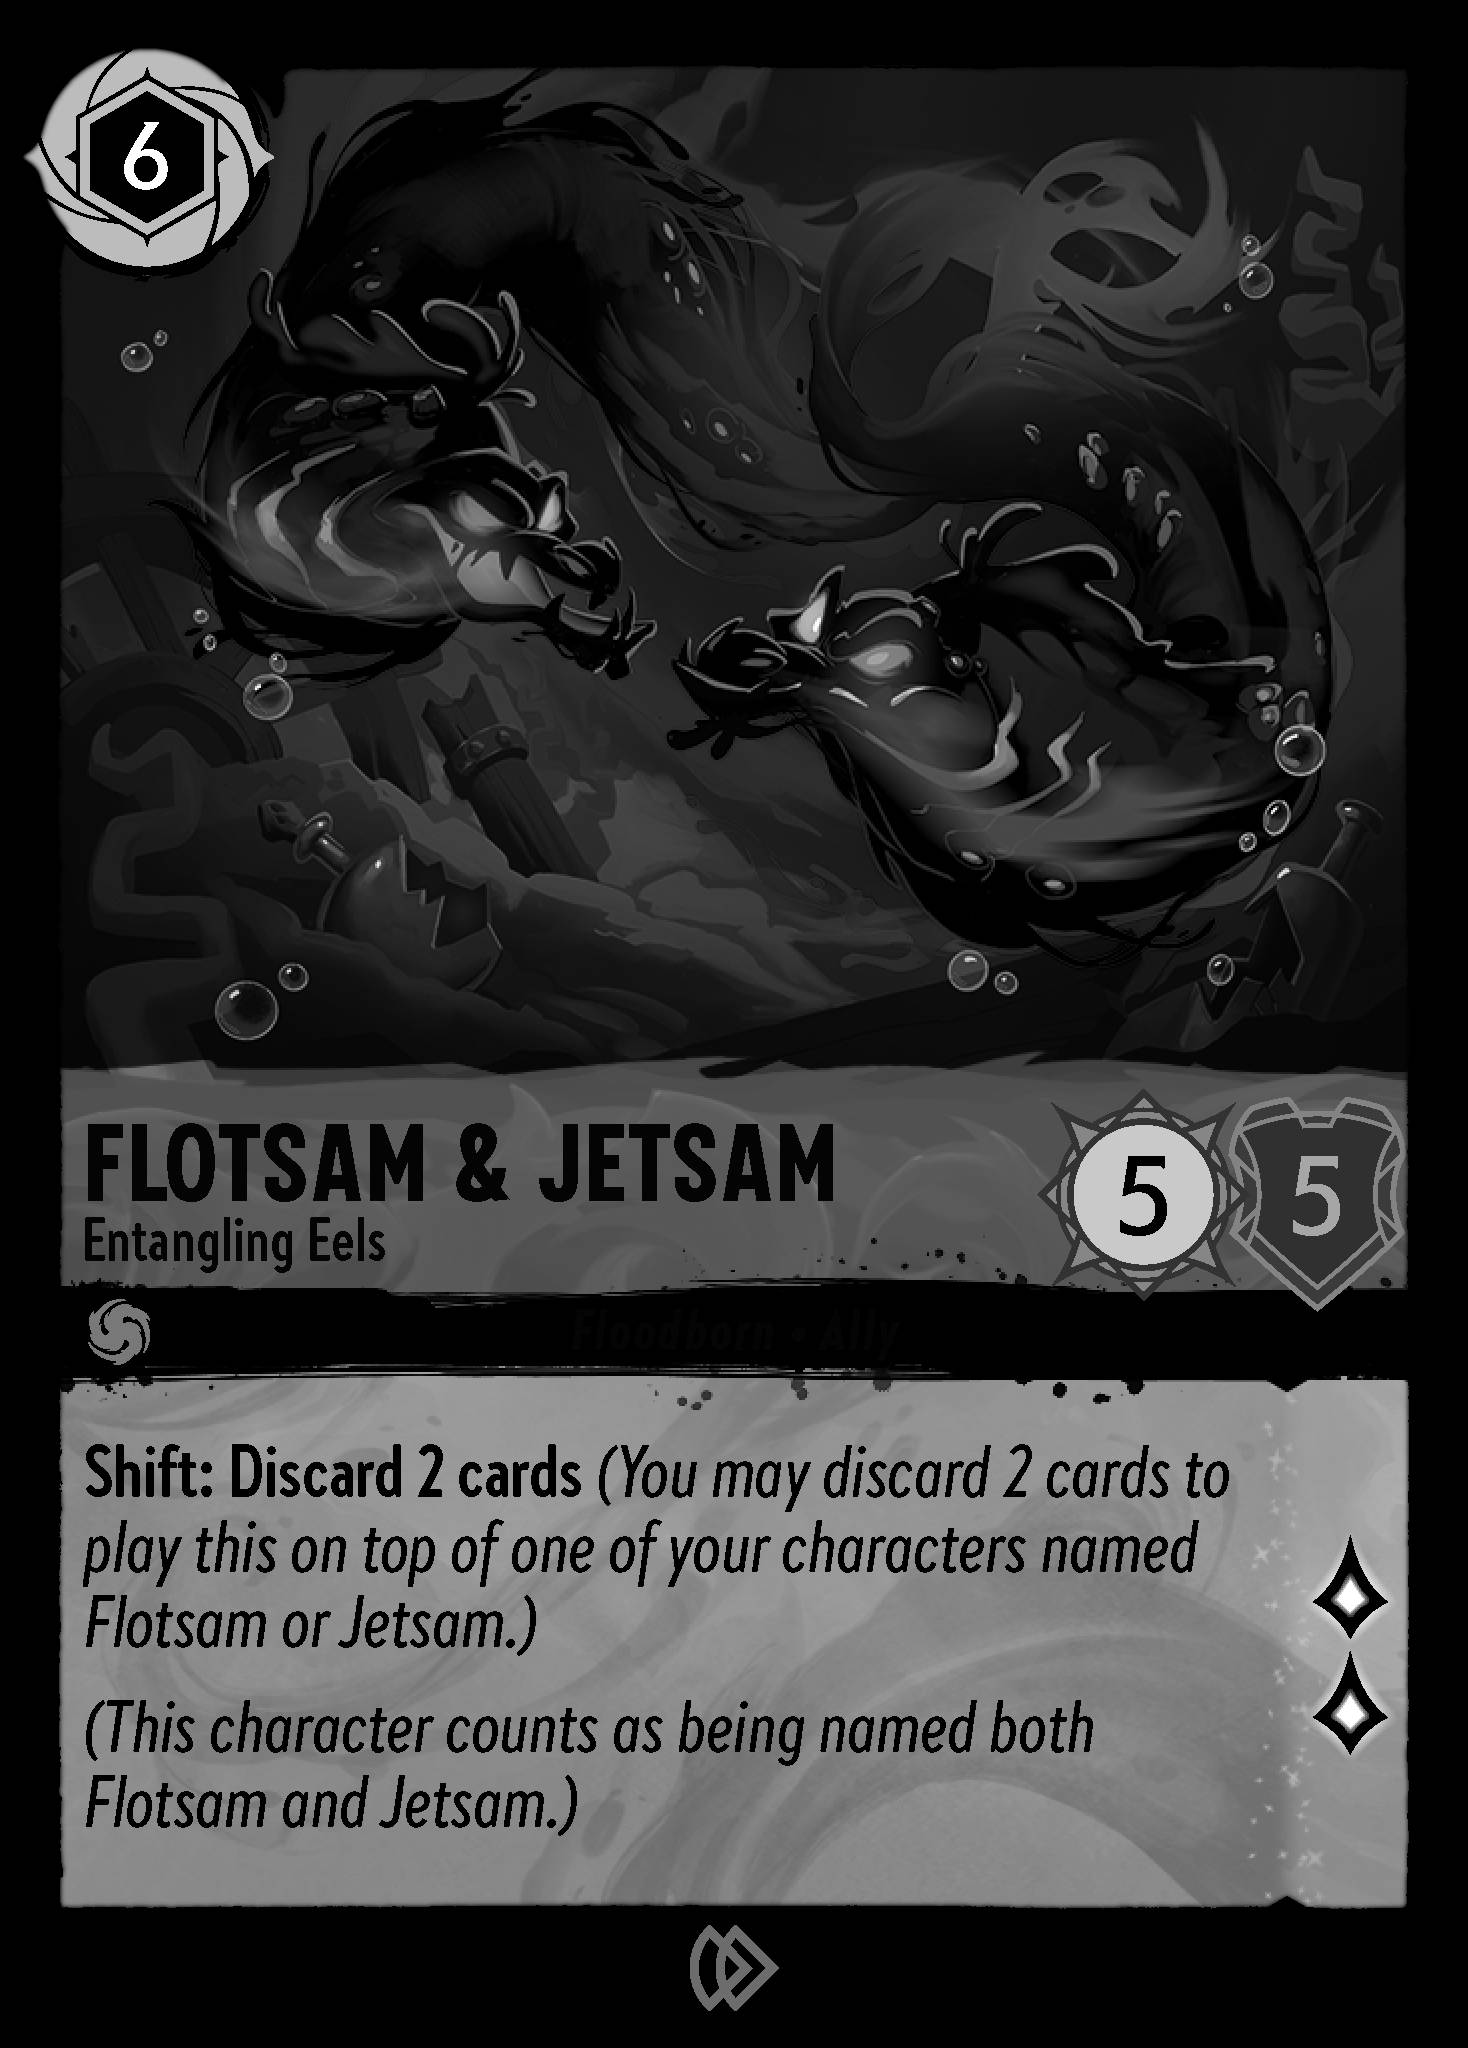 6
FLOTSAM & JETSAM
Entangling Eels
5 5
Floodborn • Ally
Shift: Discard 2 cards (You may discard 2 cards to
play this on top of one of your characters named
Flotsam or Jetsam.)
(This character counts as being named both
Flotsam and Jetsam.)